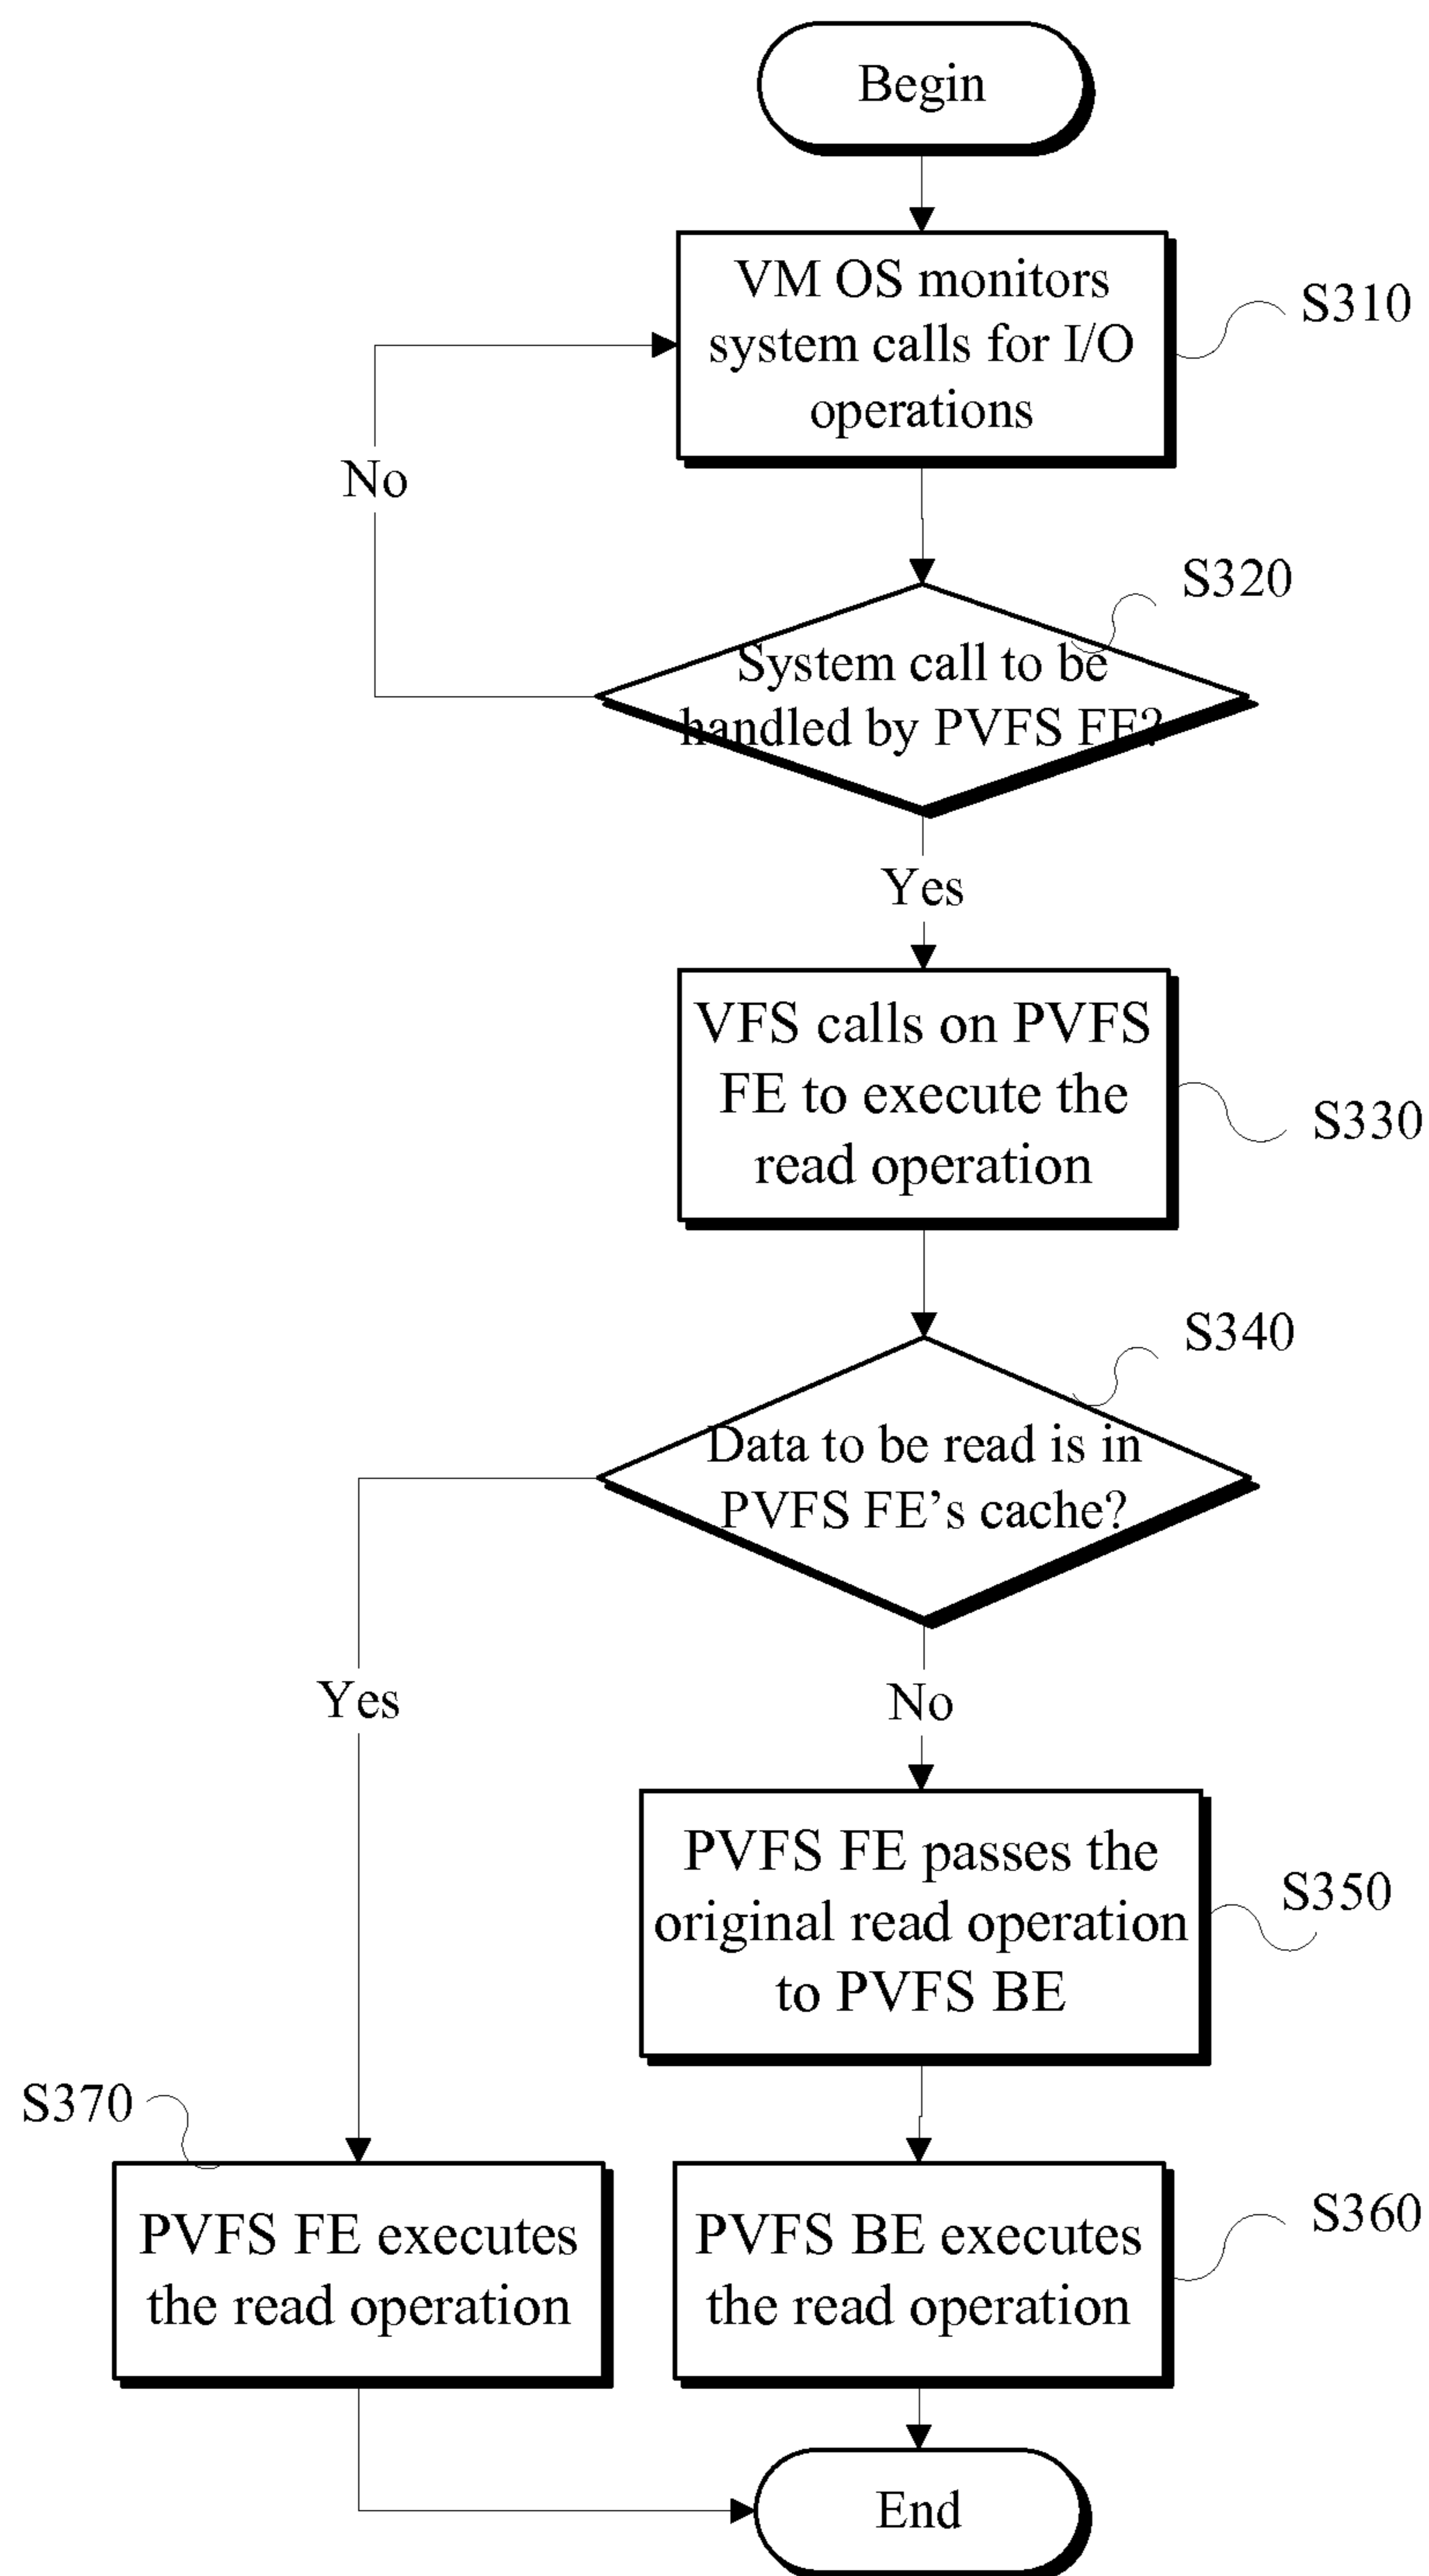 Begin
VM OS monitors
system calls for I/O
operations
S310
No
S320
System call to be
handled by PVFS FE?
Yes
VFS calls on PVFS
FE to execute the
read operation
S330
S340
Data to be read is in
PVFS FE’s cache?
Yes
No
PVFS FE passes the
original read operation
to PVFS BE
S350
S370
PVFS FE executes
the read operation
PVFS BE executes
the read operation
S360
End